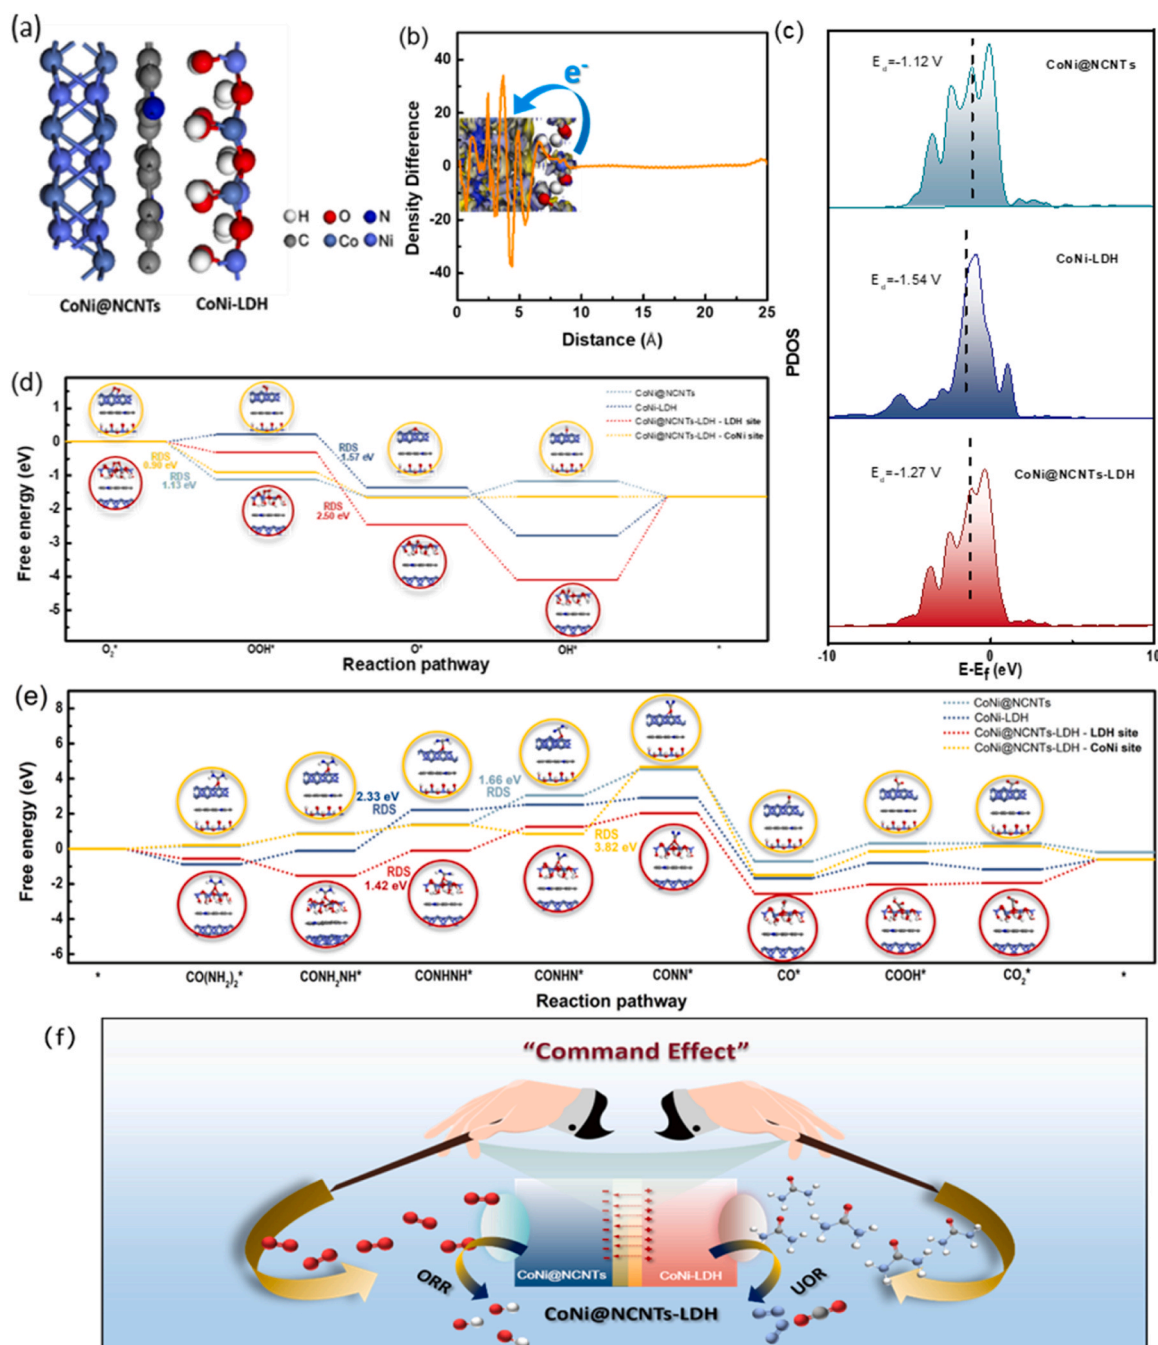 (a)
H O N
C Co Ni
CoNi@NCNTs CoNi-LDH
(b)
Density Difference
40
20
0
-20
-40
e-
0 5 10 15 20 25
Distance (Å)
(c)
PDOS
Ed=-1.12 V
CoNi@NCNTs
CoNi-LDH
Ed=-1.54 V
Ed=-1.27 V
CoNi@NCNTs-LDH
-10 -5 0 5 10
E-Ef (eV)
(d)
Free energy (eV)
1
0
-1
-2
-3
-4
-5
CoNi@NCNTs
CoNi-LDH
CoNi@NCNTs-LDH - LDH site
CoNi@NCNTs-LDH - CoNi site
RDS
0.90 eV
RDS
1.13 eV
RDS
1.57 eV
RDS
2.50 eV
O2* OOH* O* OH* *
Reaction pathway
(e)
Free energy (eV)
8
6
4
2
0
-2
-4
-6
CoNi@NCNTs
CoNi-LDH
CoNi@NCNTs-LDH - LDH site
CoNi@NCNTs-LDH - CoNi site
2.33 eV
RDS
1.66 eV
RDS
RDS
3.82 eV
RDS
1.42 eV
* CO(NH2)2* CONH2NH* CONHNH* CONHN* CONN* CO* COOH* CO2* *
Reaction pathway
(f)
“Command Effect”
CoNi@NCNTs CoNi-LDH
ORR
UOR
CoNi@NCNTs-LDH